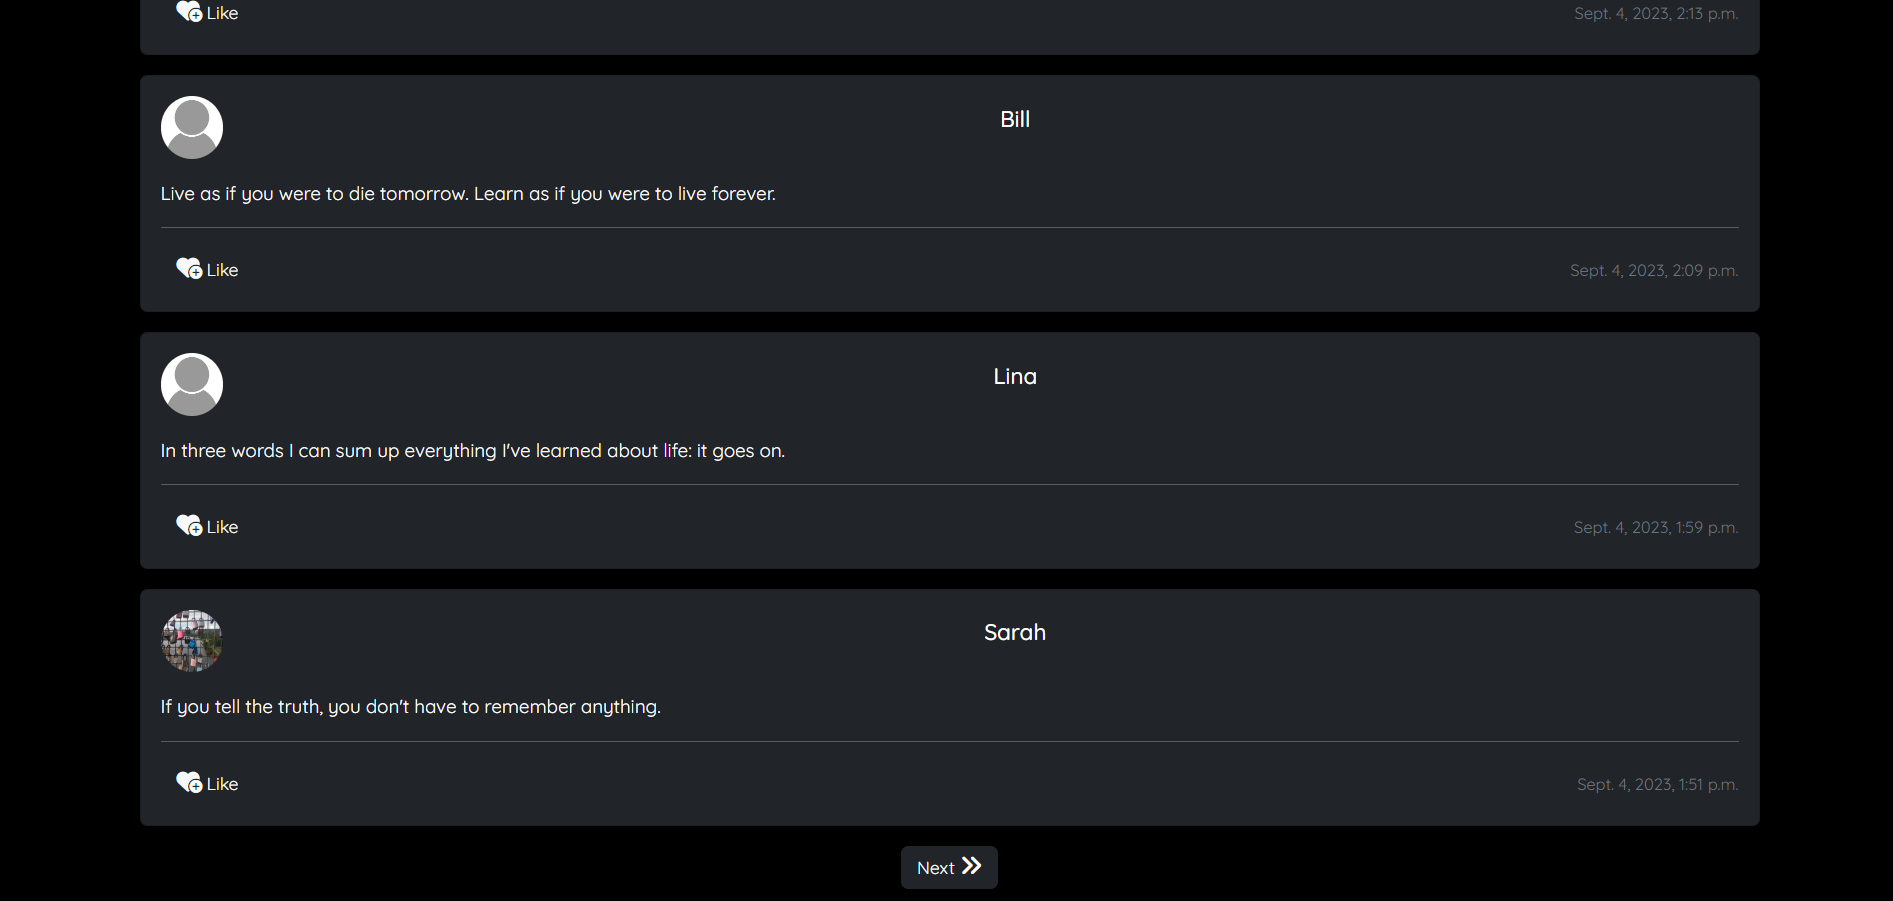 Like
Sept. 4, 2023, 2:13 p.m.
Bill
Live as if you were to die tomorrow. Learn as if you were to live forever.
Like
Sept. 4, 2023, 2:09 p.m.
Lina
In three words I can sum up everything I've learned about life: it goes on.
Like
Sept. 4, 2023, 1:59 p.m.
Sarah
If you tell the truth, you don't have to remember anything.
Like
Sept. 4, 2023, 1:51 p.m.
Next